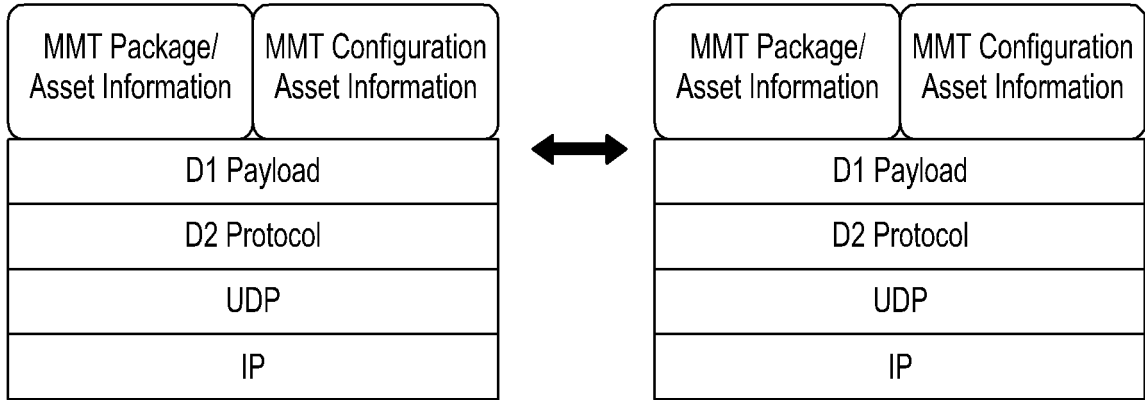 MMT Package/
Asset Information
MMT Configuration
Asset Information
D1 Payload
D2 Protocol
UDP
IP
MMT Package/
Asset Information
MMT Configuration
Asset Information
D1 Payload
D2 Protocol
UDP
IP